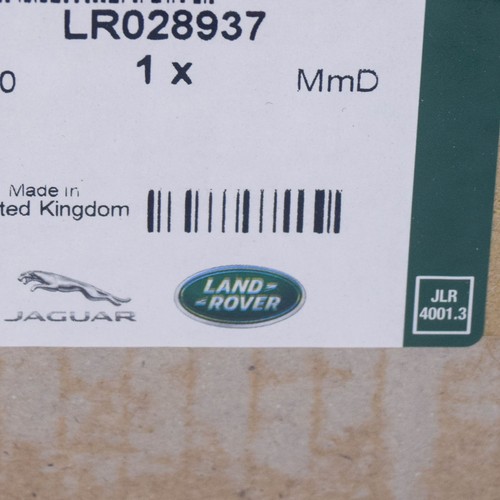 LR028937
1 x
0 MmD
Made in
ted Kingdom
JAGUAR
LAND-
-ROVER
JLR
4001.3